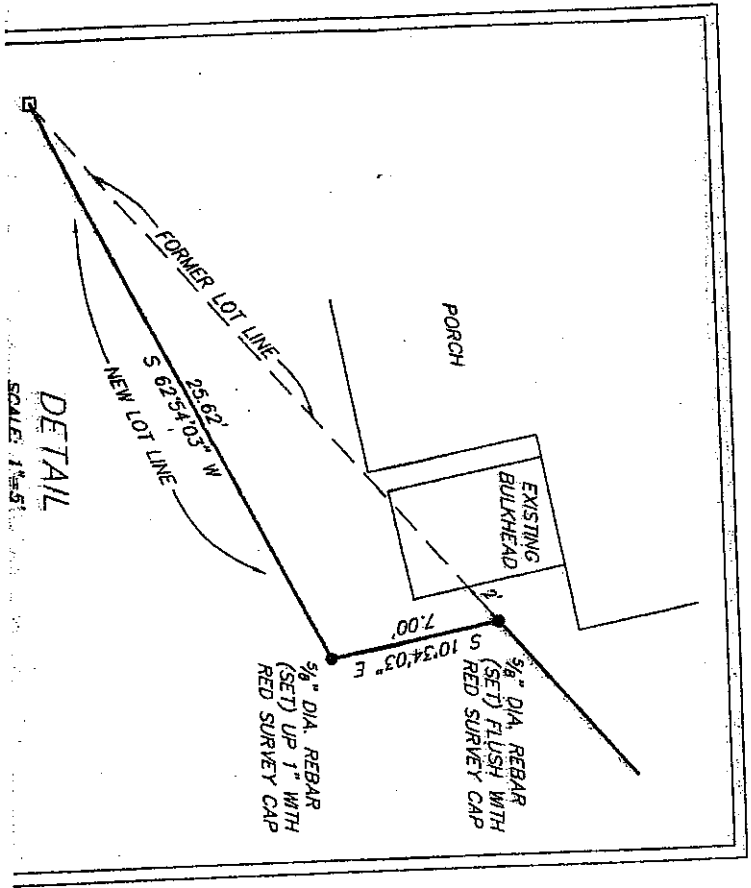 PORCH
EXISTING
BULKHEAD
FORMER LOT LINE
25.62'
S 62°54'03" W
NEW LOT LINE
2'
7.00'
S 10°34'03" E
5/8" DIA. REBAR
(SET) FLUSH WITH
RED SURVEY CAP
5/8" DIA. REBAR
(SET) UP 1" WITH
RED SURVEY CAP
DETAIL
SCALE: 1"=5'